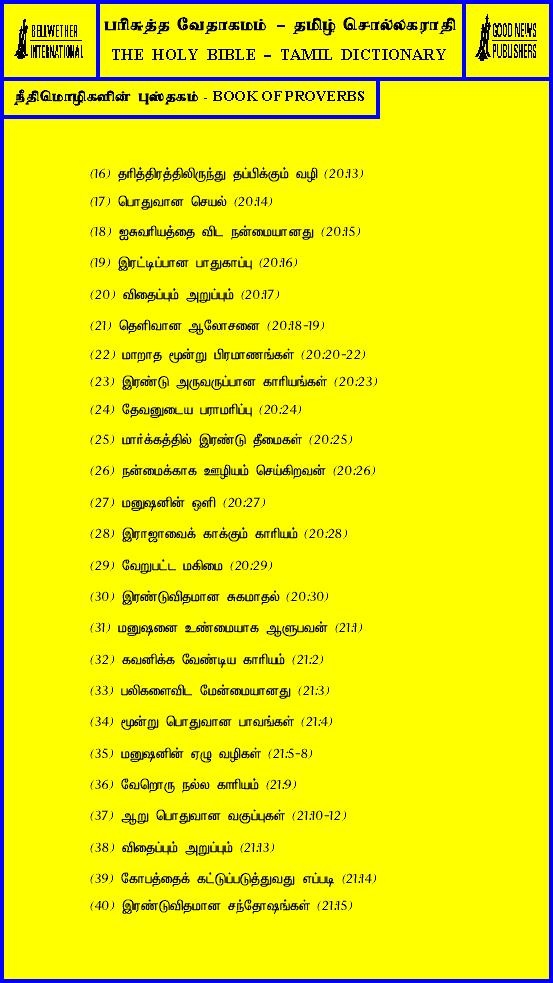 BELLWETHER
INTERNATIONAL
பரிசுத்த வேதாகமம் – தமிழ் சொல்லகராதி
THE HOLY BIBLE – TAMIL DICTIONARY
GOOD NEWS
PUBLISHERS
நீதிமொழிகளின் புஸ்தகம் - BOOK OF PROVERBS
(16) தரித்திரத்திலிருந்து தப்பிக்கும் வழி (20:13)
(17) பொதுவான செயல் (20:14)
(18) ஐசுவரியத்தை விட நன்மையானது (20:15)
(19) இரட்டிப்பான பாதுகாப்பு (20:16)
(20) விதைப்பும் அறுப்பும் (20:17)
(21) தெளிவான ஆலோசனை (20:18-19)
(22) மாறாத மூன்று பிரமாணங்கள் (20:20-22)
(23) இரண்டு அருவருப்பான காரியங்கள் (20:23)
(24) தேவனுடைய பராமரிப்பு (20:24)
(25) மார்க்கத்தில் இரண்டு தீமைகள் (20:25)
(26) நன்மைக்காக ஊழியம் செய்கிறவன் (20:26)
(27) மனுஷனின் ஒளி (20:27)
(28) இராஜாவைக் காக்கும் காரியம் (20:28)
(29) வேறுபட்ட மகிமை (20:29)
(30) இரண்டுவிதமான சுகமாதல் (20:30)
(31) மனுஷனை உண்மையாக ஆளுபவன் (21:1)
(32) கவனிக்க வேண்டிய காரியம் (21:2)
(33) பலிகளைவிட மேன்மையானது (21:3)
(34) மூன்று பொதுவான பாவங்கள் (21:4)
(35) மனுஷனின் ஏழு வழிகள் (21:5-8)
(36) வேறொரு நல்ல காரியம் (21:9)
(37) ஆறு பொதுவான வகுப்புகள் (21:10-12)
(38) விதைப்பும் அறுப்பும் (21:13)
(39) கோபத்தைக் கட்டுப்படுத்துவது எப்படி (21:14)
(40) இரண்டுவிதமான சந்தோஷங்கள் (21:15)